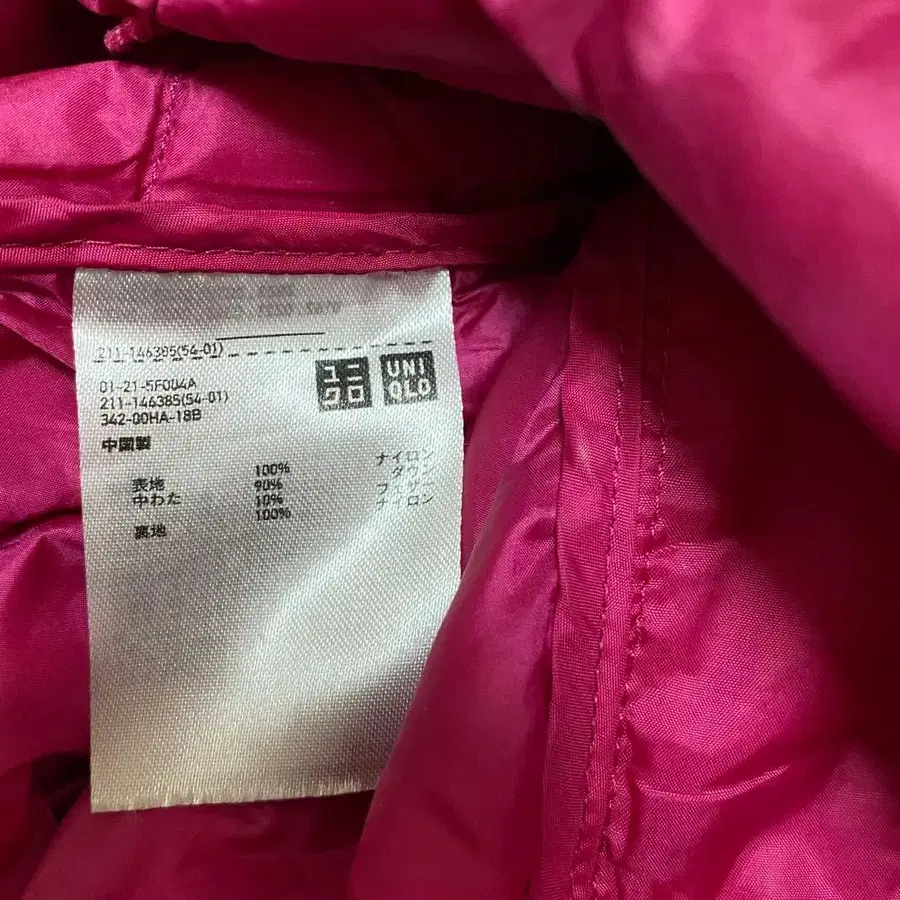 211-146385(54-01)
ユニクロ UNIQLO
01-21-5F004A
211-146385(54-01)
342-00HA-18B
中国製
表地 100% ナイロン
中わた 90% ダウン
10% フェザー
裏地 100% ナイロン